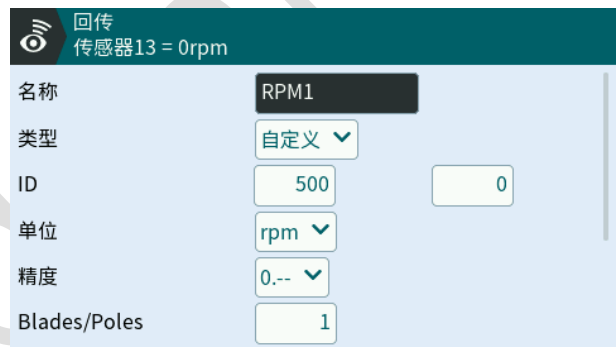 回传
传感器13 = 0rpm
名称 RPM1
类型 自定义
ID 500 0
单位 rpm
精度 0.--
Blades/Poles 1